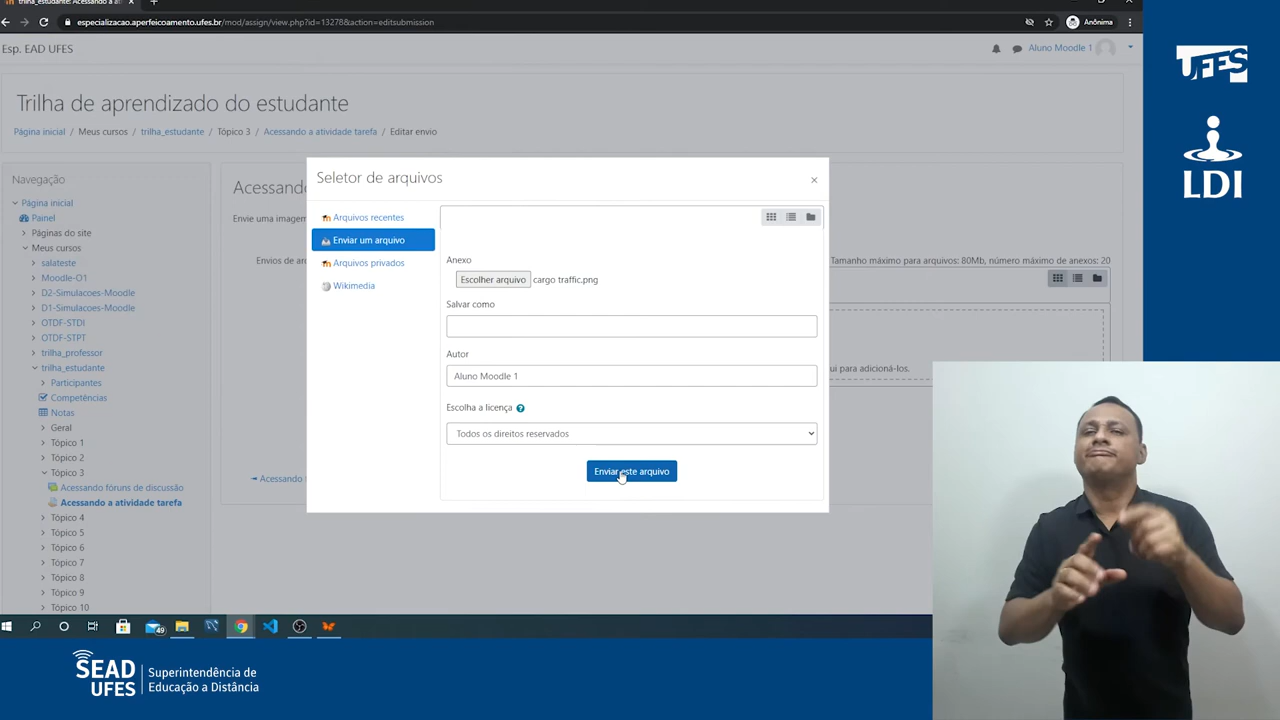 trilha_estudante: Acessando a ati
especializacao.aperfeicoamento.ufes.br/mod/assign/view.php?id=13278&action=editsubmission
Anônima
Esp. EAD UFES
Aluno Moodle 1
Trilha de aprendizado do estudante
Página inicial / Meus cursos / trilha_estudante / Tópico 3 / Acessando a atividade tarefa / Editar envio
Navegação
Página inicial
Painel
Páginas do site
Meus cursos
salateste
Moodle-O1
D2-Simulacoes-Moodle
D1-Simulacoes-Moodle
OTDF-STDI
OTDF-STPT
trilha_professor
trilha_estudante
Participantes
Competências
Notas
Geral
Tópico 1
Tópico 2
Tópico 3
Acessando fóruns de discussão
Acessando a atividade tarefa
Tópico 4
Tópico 5
Tópico 6
Tópico 7
Tópico 8
Tópico 9
Tópico 10
Acessando
Envie uma imagem
Envios de arq
Tamanho máximo para arquivos: 80Mb, número máximo de anexos: 20
ui para adicioná-los.
Acessando
Seletor de arquivos
×
Arquivos recentes
Enviar um arquivo
Arquivos privados
Wikimedia
Anexo
Escolher arquivo cargo traffic.png
Salvar como
Autor
Aluno Moodle 1
Escolha a licença
Todos os direitos reservados
Enviar este arquivo
49
UFES
LDI
SEAD
UFES
Superintendência de
Educação a Distância